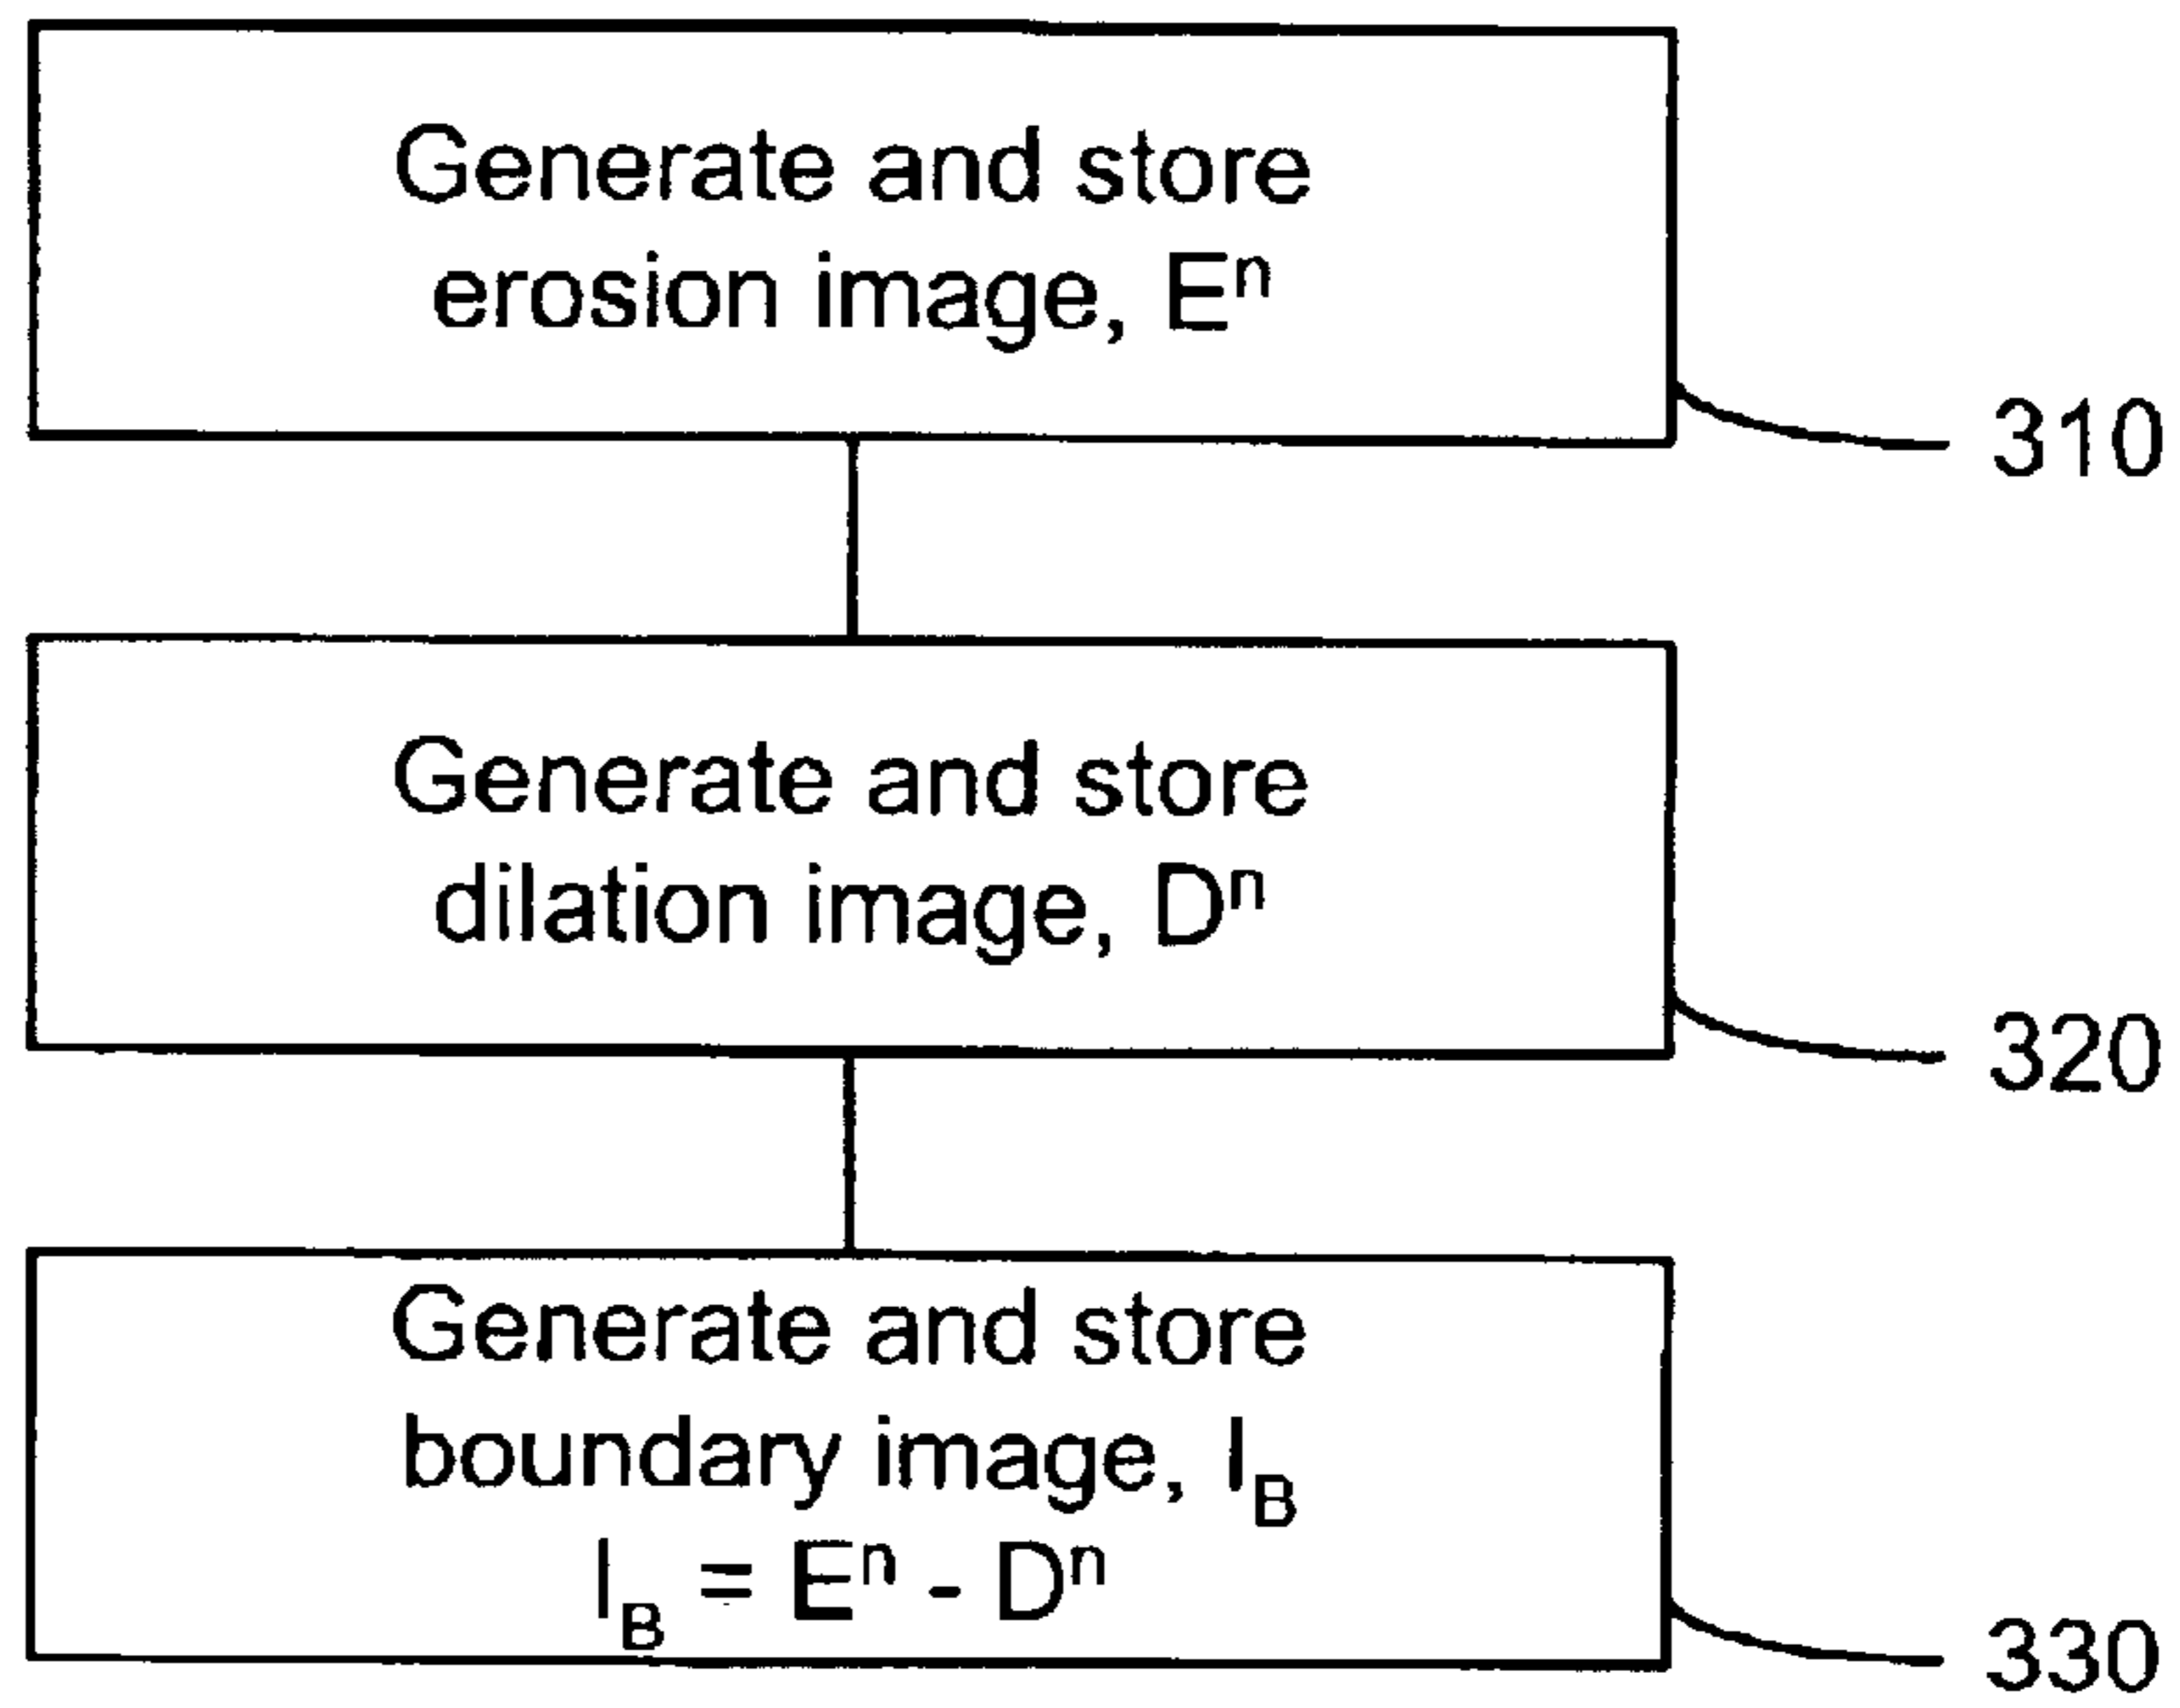 Generate and store
erosion image, Eⁿ
310
Generate and store
dilation image, Dⁿ
320
Generate and store
boundary image, I_B
I_B = Eⁿ - Dⁿ
330